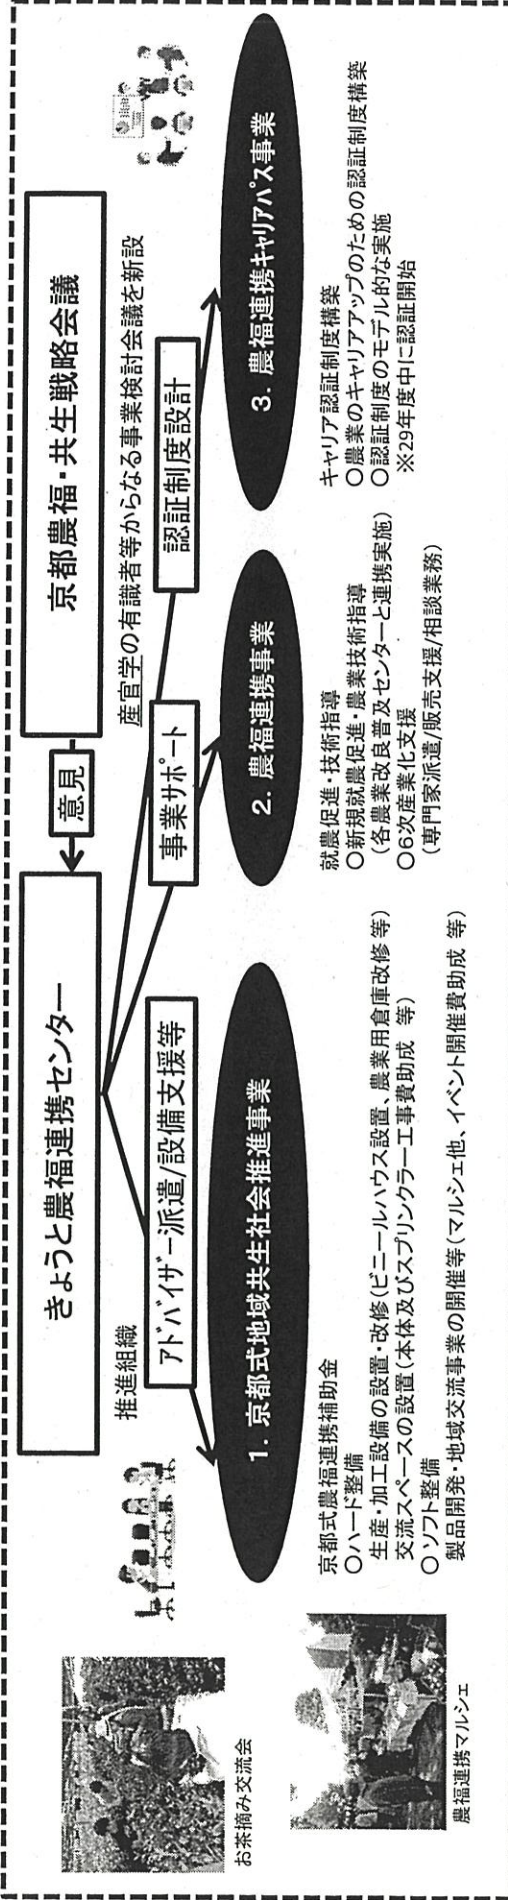 きょうと農福連携センター
意見
京都農福・共生戦略会議
推進組織
産官学の有識者等からなる事業検討会議を新設
アドバイザー派遣/設備支援等
事業サポート
認証制度設計
1. 京都式地域共生社会推進事業
2. 農福連携事業
3. 農福連携キャリアパス事業
京都式農福連携補助金
○ハード整備
生産・加工設備の設置・改修(ビニールハウス設置、農業用倉庫改修 等)
交流スペースの設置(本体及びスプリンクラー工事費助成 等)
○ソフト整備
製品開発・地域交流事業の開催等(マルシェ他、イベント開催費助成 等)
就農促進・技術指導
○新規就農促進・農業技術指導
(各農業改良普及センターと連携実施)
○6次産業化支援
(専門家派遣/販売支援/相談業務)
キャリア認証制度構築
○農業のキャリアアップのための認証制度構築
○認証制度のモデル的な実施
※29年度中に認証開始
お茶摘み交流会
農福連携マルシェ